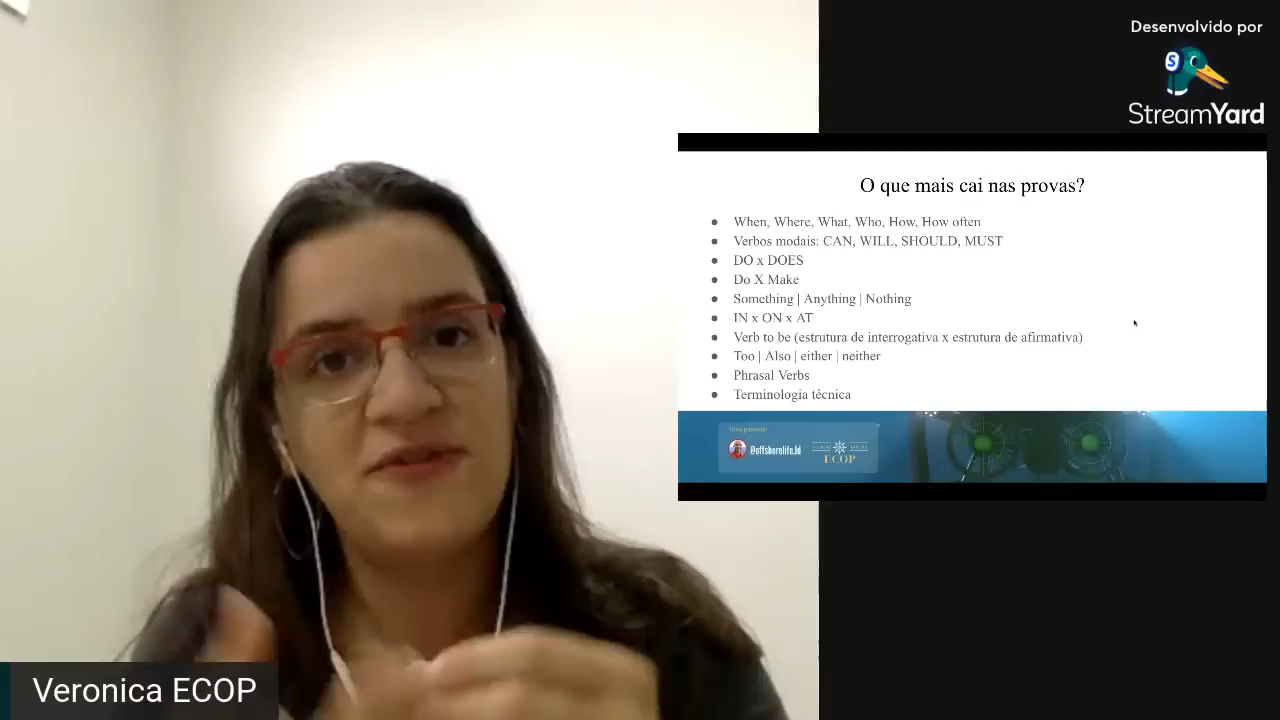 Desenvolvido por
StreamYard
O que mais cai nas provas?
When, Where, What, Who, How, How often
Verbos modais: CAN, WILL, SHOULD, MUST
DO x DOES
Do X Make
Something | Anything | Nothing
IN x ON x AT
Verb to be (estrutura de interrogativa x estrutura de afirmativa)
Too | Also | either | neither
Phrasal Verbs
Terminologia técnica
@offshorelife.ld
ECOP
Veronica ECOP